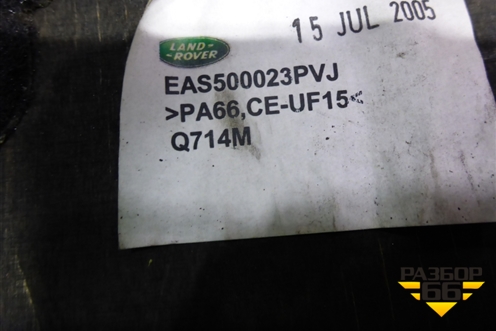 15 JUL 2005
LAND-
-ROVER
EAS500023PVJ
>PA66,CE-UF15<
Q714M
РАЗБОР
66